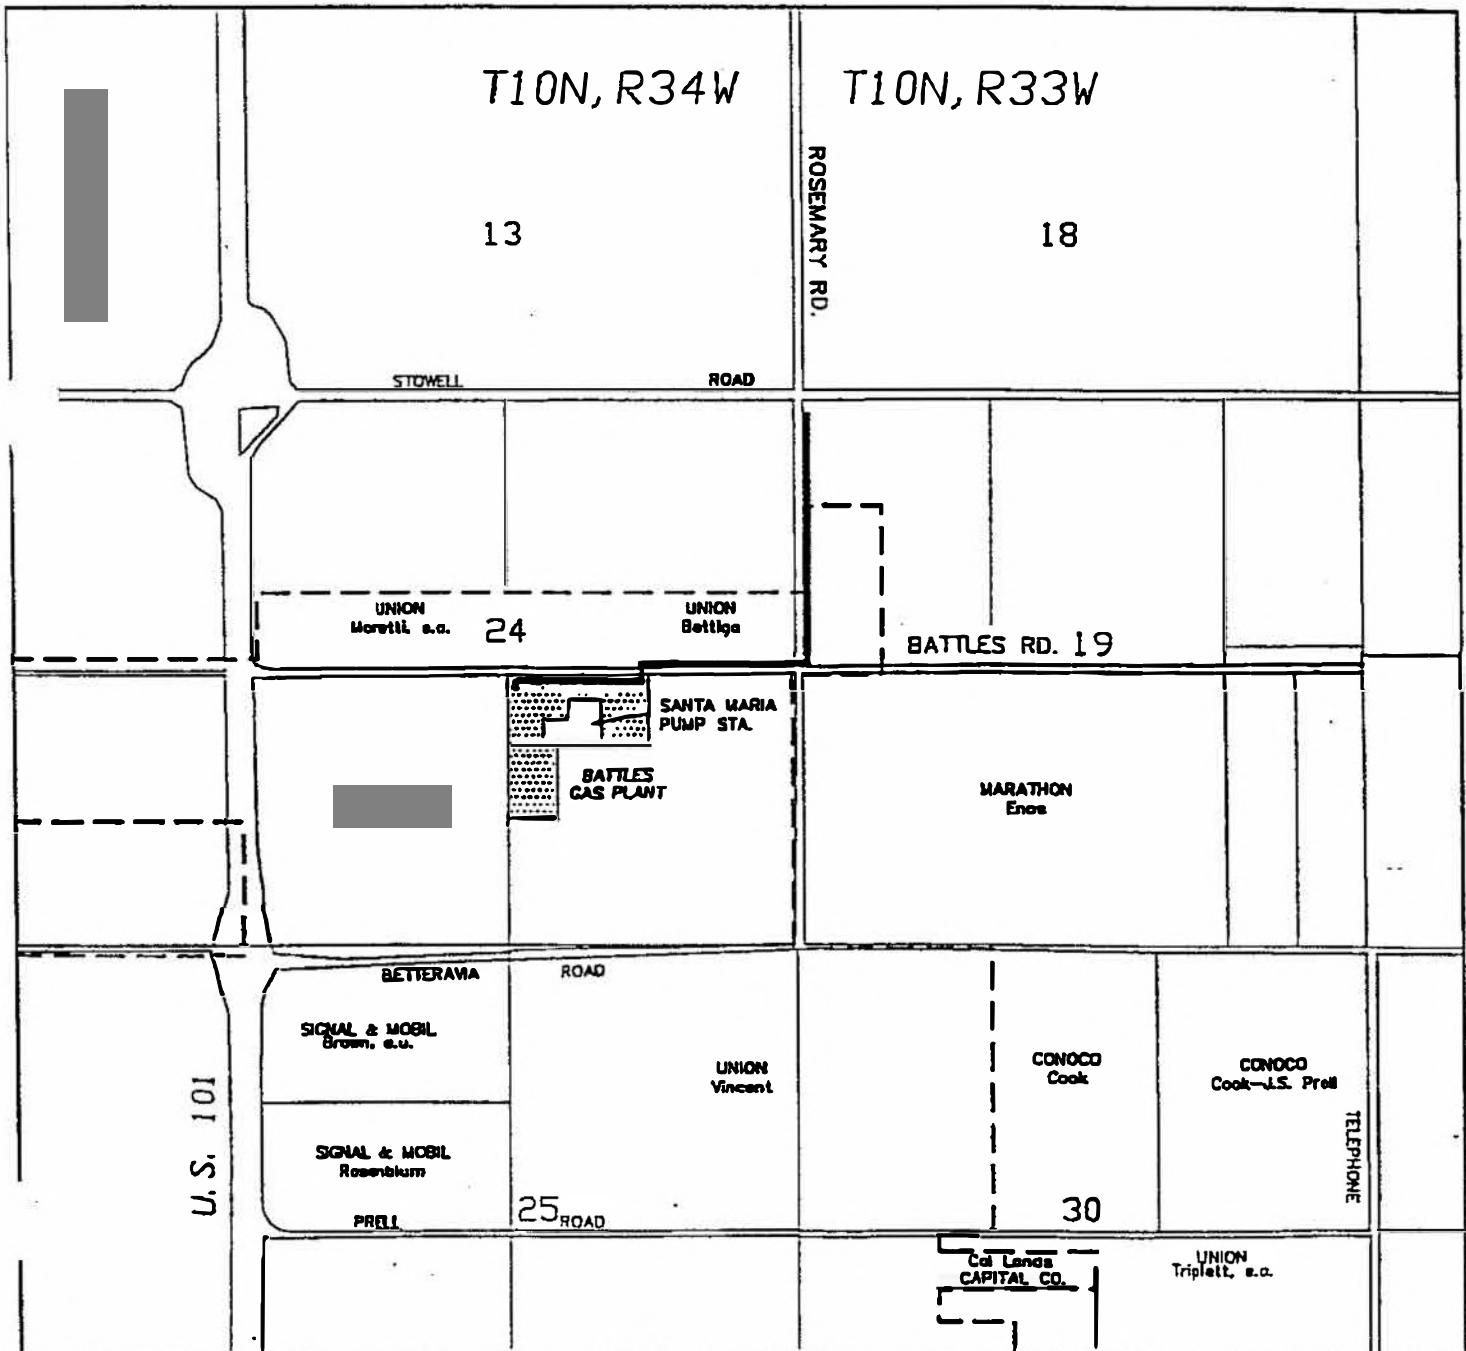 T10N, R34W
T10N, R33W
ROSEMARY RD.
13
18
STOWELL ROAD
UNION
Moretti, e.a.
24
UNION
Bettiga
BATTLES RD. 19
SANTA MARIA
PUMP STA.
BATTLES
GAS PLANT
MARATHON
Enos
BETTERAVIA ROAD
SIGNAL & MOBIL
Brown, e.u.
UNION
Vincent
CONOCO
Cook
CONOCO
Cook-J.S. Prell
U.S. 101
TELEPHONE
SIGNAL & MOBIL
Rosenblum
PRELL
25 ROAD
30
Cal Lands
CAPITAL CO.
UNION
Triplett, e.a.